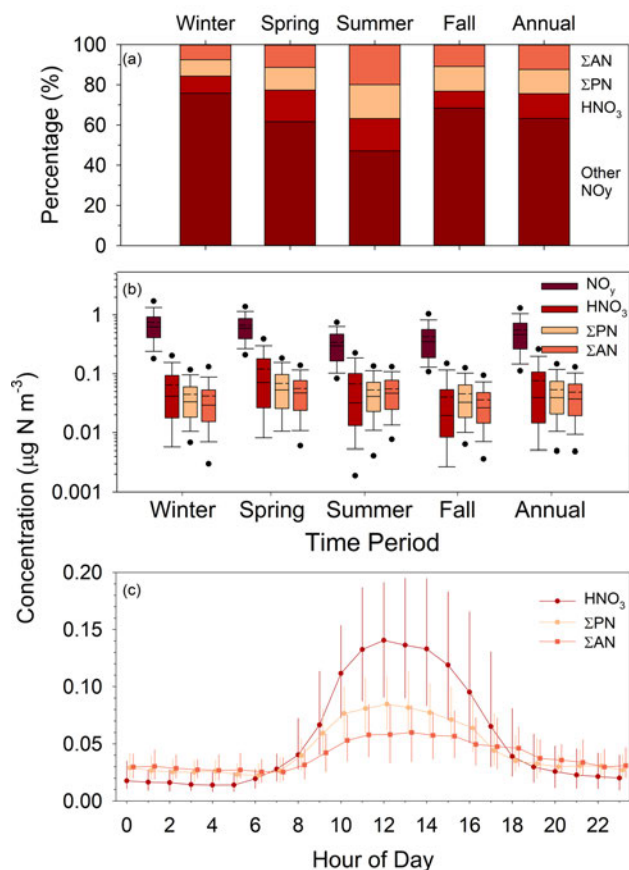 Winter Spring Summer Fall Annual
100
(a)
ΣAN
80
ΣPN
HNO₃
60
40
Other
NOy
20
0
Percentage (%)
(b)
NOy
HNO₃
ΣPN
ΣAN
1
0.1
0.01
0.001
Winter Spring Summer Fall Annual
Time Period
Concentration (µg N m⁻³)
0.20
(c)
HNO₃
ΣPN
ΣAN
0.15
0.10
0.05
0.00
0 2 4 6 8 10 12 14 16 18 20 22
Hour of Day